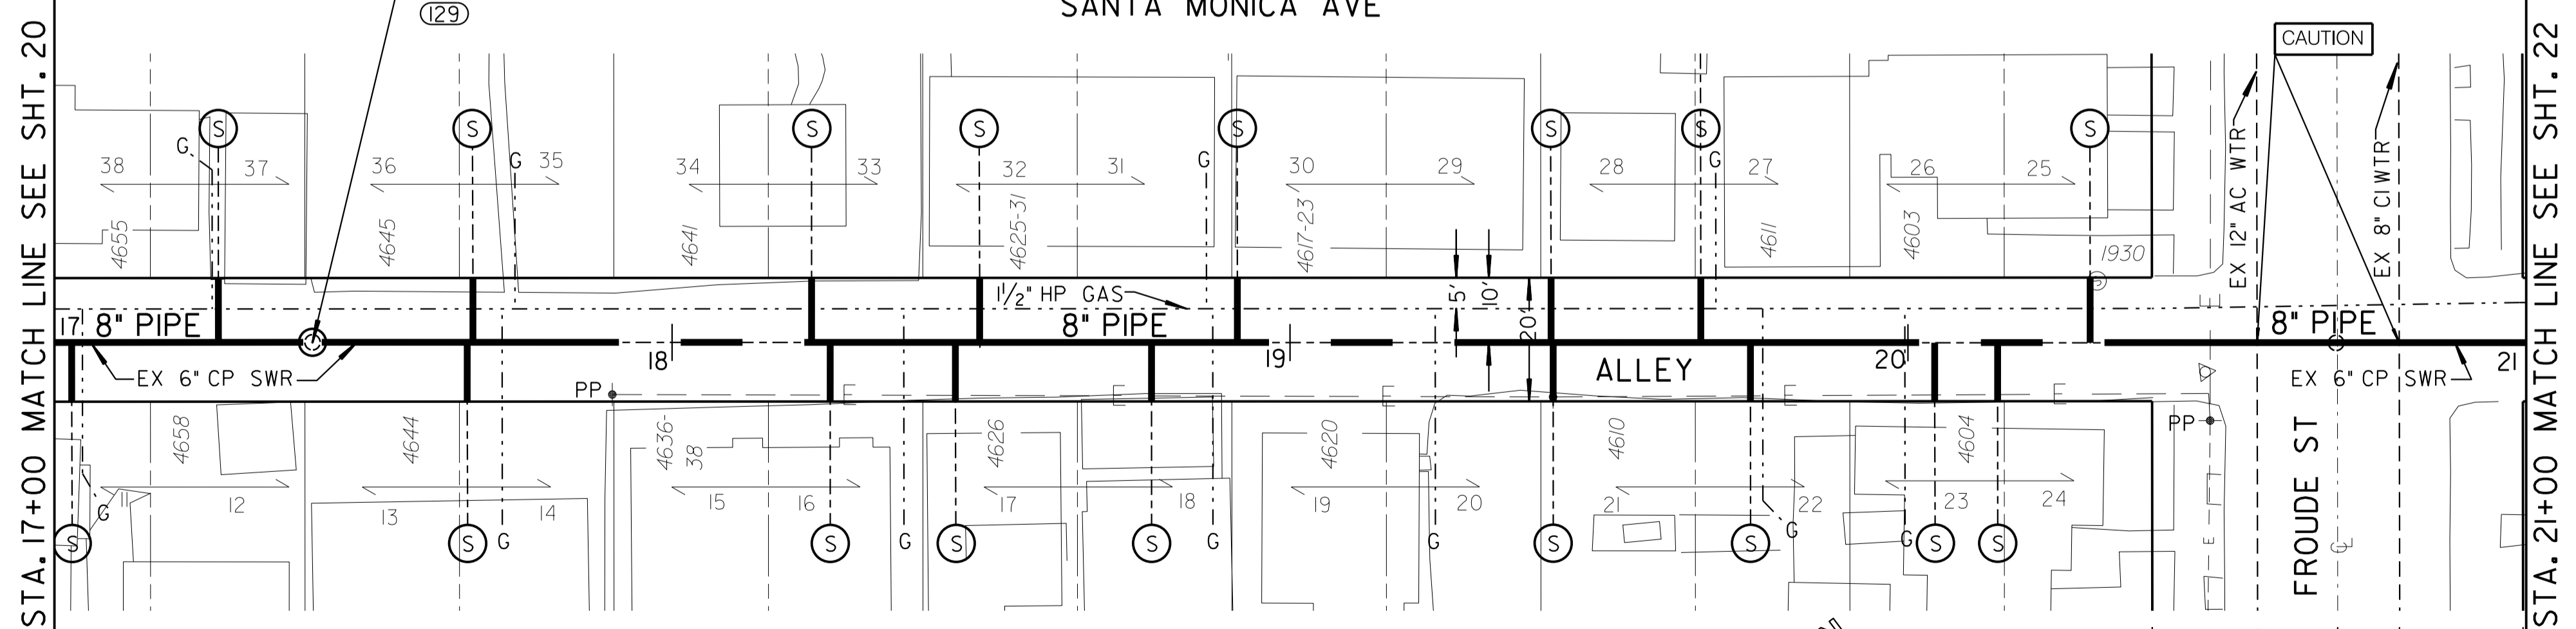 SANTA MONICA AVE
129
CAUTION
STA. 17+00 MATCH LINE SEE SHT. 20
STA. 21+00 MATCH LINE SEE SHT. 22
S S S S S S S S
G G G G
38 37 36 35 34 33 32 31 30 29 28 27 26 25
4655 4645 4641 4625-31 4617-23 4611 4603 1930
EX 12" AC WTR
EX 8" CI WTR
1 1/2" HP GAS
5' 10' 20'
17 8" PIPE 8" PIPE 8" PIPE
18 19 20 21
EX 6" CP SWR
ALLEY
EX 6" CP SWR
PP E E E E E PP
4658 4644 4636-38 4626 4620 4610 4604
11 12 13 14 15 16 17 18 19 20 21 22 23 24
G G G G G G G
S S S S S S S S S
E
FROUDE ST